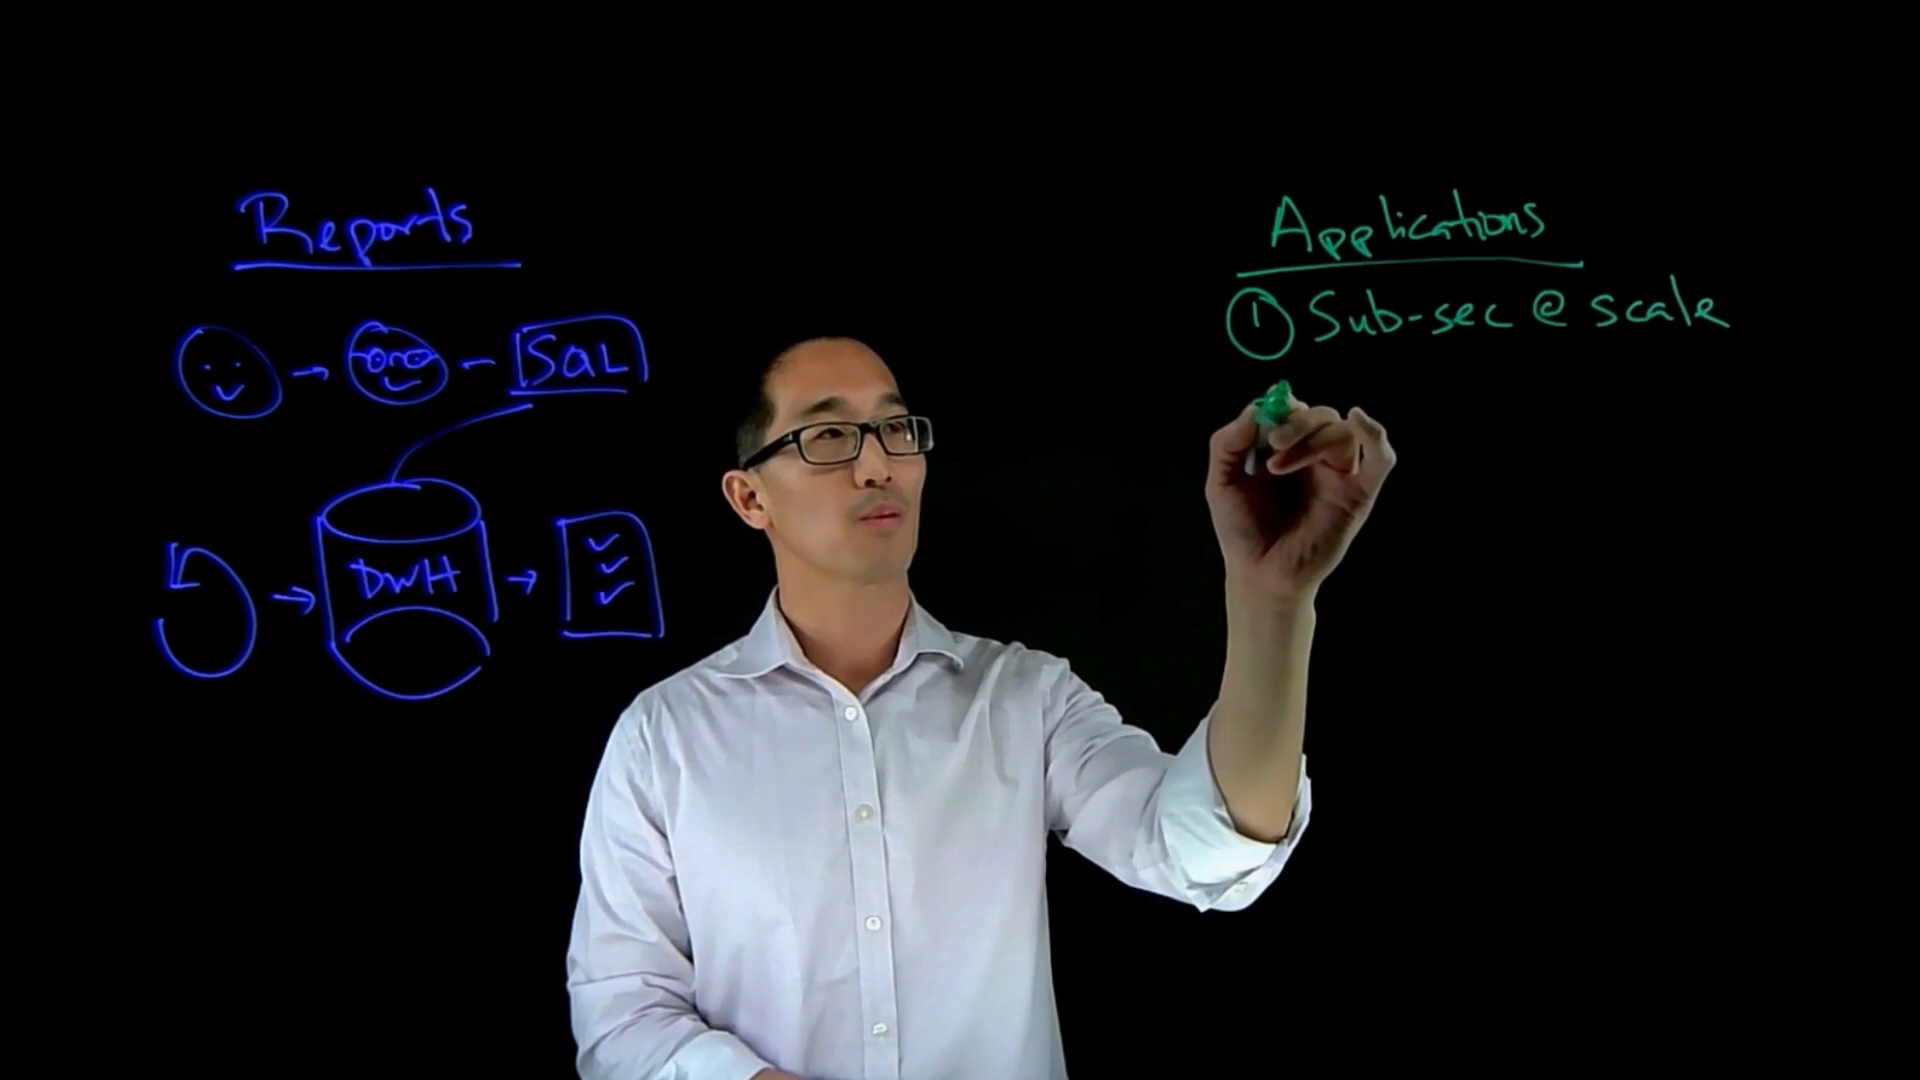 Reports
SQL
DWH
Applications
① Sub-sec @ scale